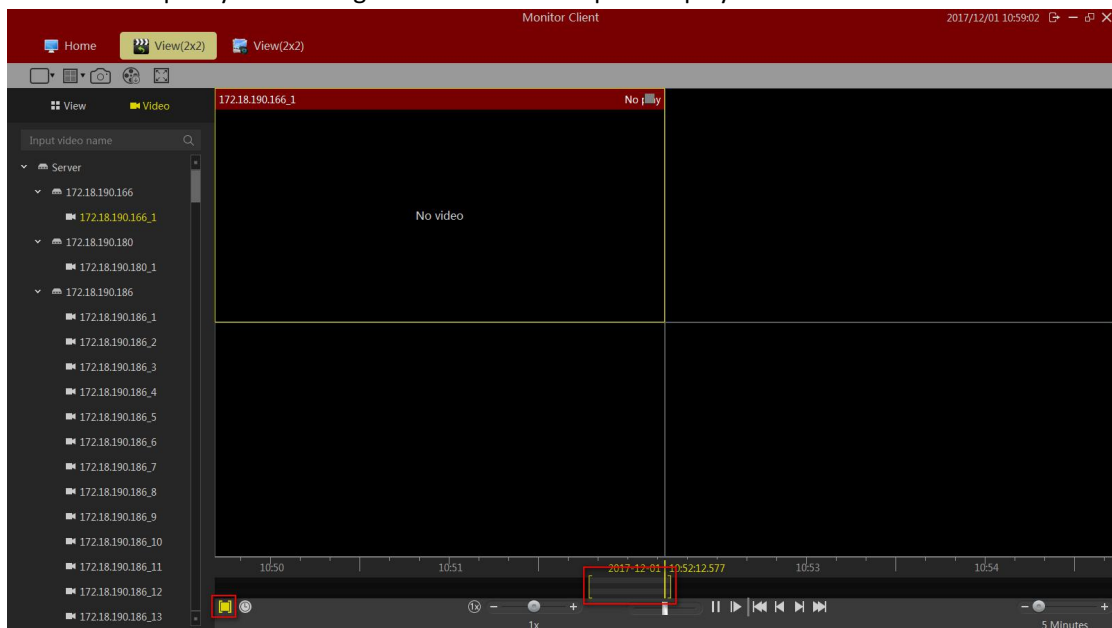 Monitor Client
2017/12/01 10:59:02
Home
View(2x2)
View(2x2)
View
Video
172.18.190.166_1
No
Input video name
Server
172.18.190.166
172.18.190.166_1
172.18.190.180
172.18.190.180_1
172.18.190.186
172.18.190.186_1
172.18.190.186_2
172.18.190.186_3
172.18.190.186_4
172.18.190.186_5
172.18.190.186_6
172.18.190.186_7
172.18.190.186_8
172.18.190.186_9
172.18.190.186_10
172.18.190.186_11
172.18.190.186_12
172.18.190.186_13
No video
10:50
10:51
2017-12-01 10:52:12.577
10:53
10:54
1x
1x
5 Minutes